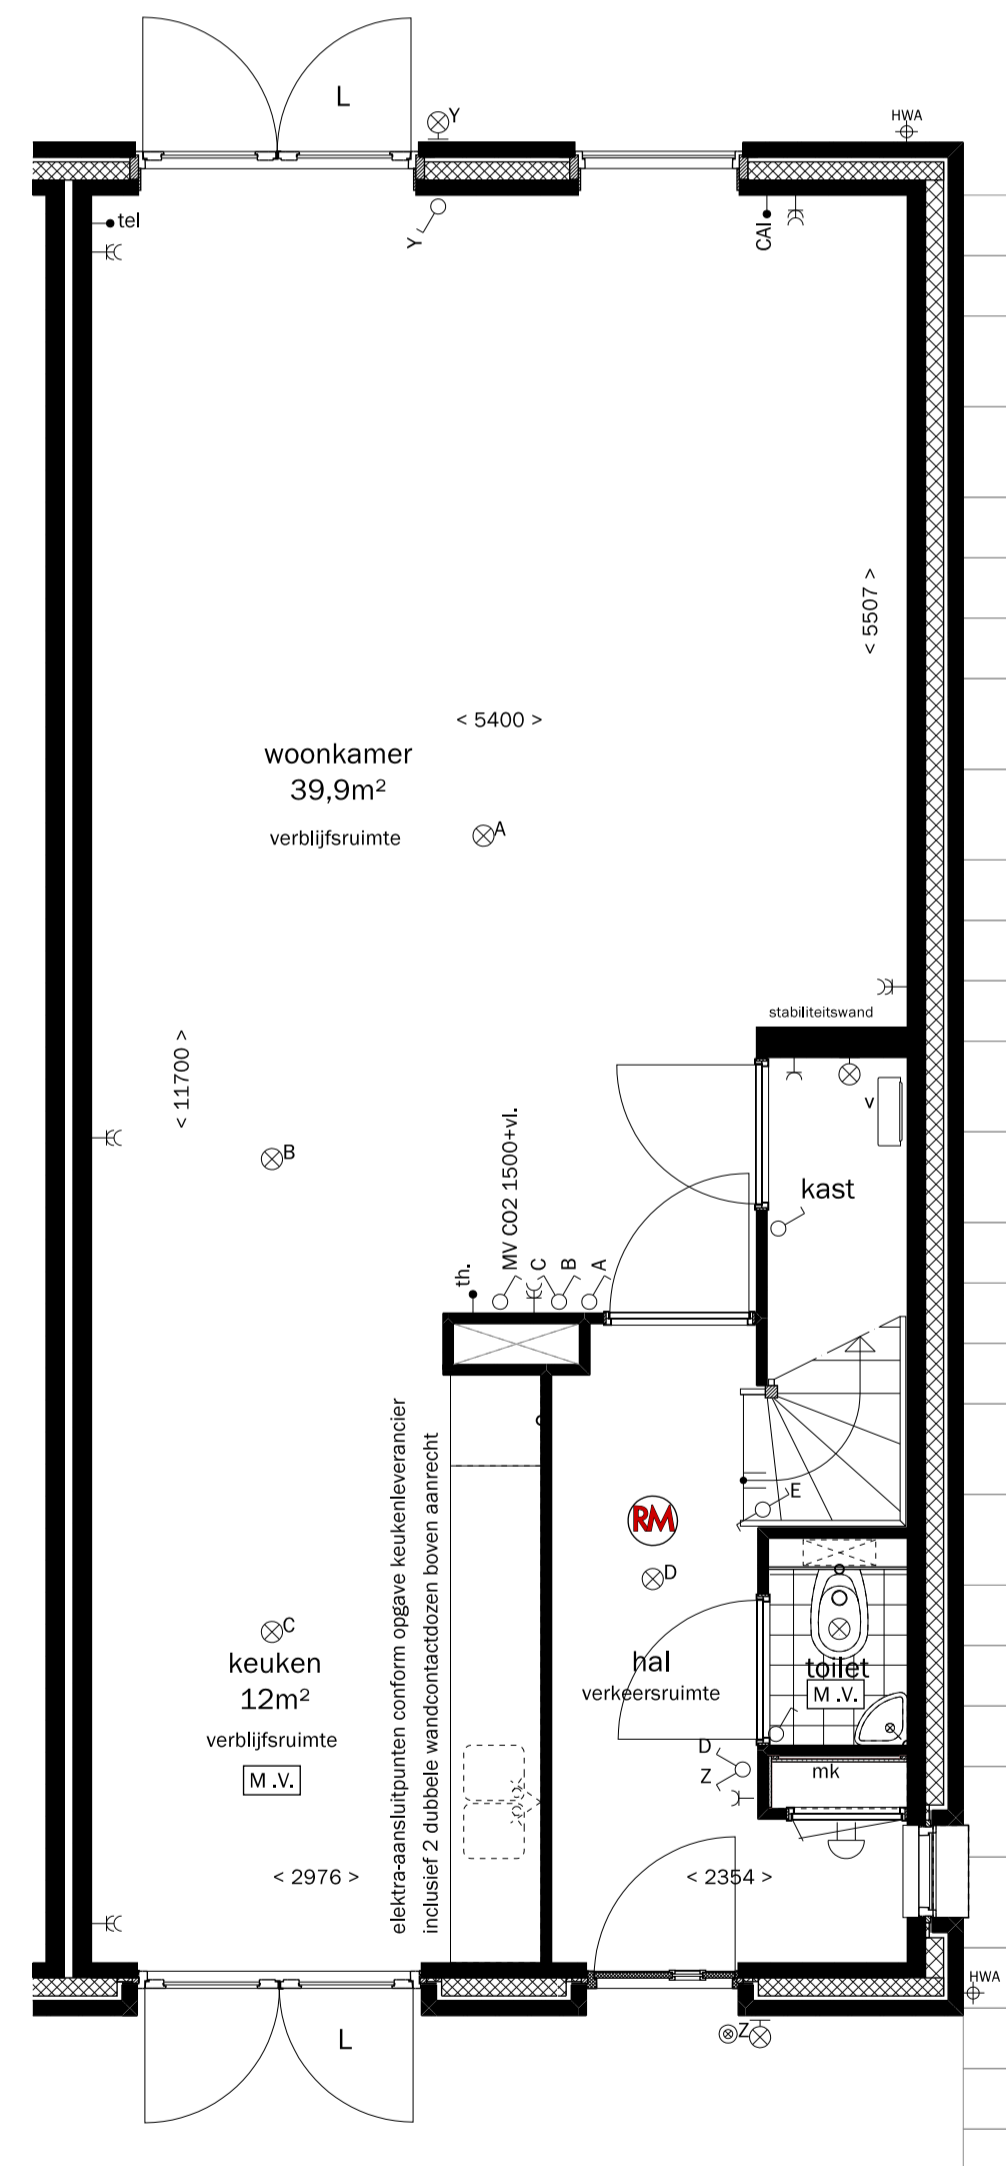 L
Y
HWA
tel
Y
CAI
< 5507 >
< 5400 >
woonkamer
39,9m²
verblijfsruimte
A
stabiliteitswand
< 11700 >
v
B
kast
MV CO2 1500+vl.
th.
C
B
A
elektra-aansluitpunten conform opgave keukenleverancier
inclusief 2 dubbele wandcontactdozen boven aanrecht
E
RM
D
C
keuken
12m²
verblijfsruimte
M.V.
hal
verkeersruimte
toilet
M.V.
D
Z
mk
< 2976 >
< 2354 >
HWA
Z
L